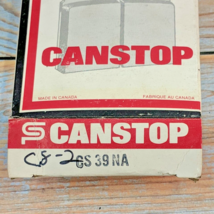 CANSTOP
MADE IN CANADA FABRIQUÉ AU CANADA
CANSTOP
C8-2 CS 39 NA